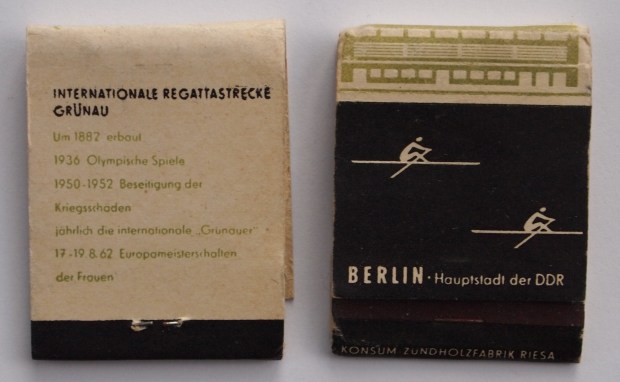 INTERNATIONALE REGATTASTRECKE
GRÜNAU
Um 1882 erbaut
1936 Olympische Spiele
1950-1952 Beseitigung der
Kriegsschäden
jährlich die internationale „Grünauer"
17.-19.8.62 Europameisterschaften
der Frauen
BERLIN · Hauptstadt der DDR
KONSUM ZÜNDHOLZFABRIK RIESA